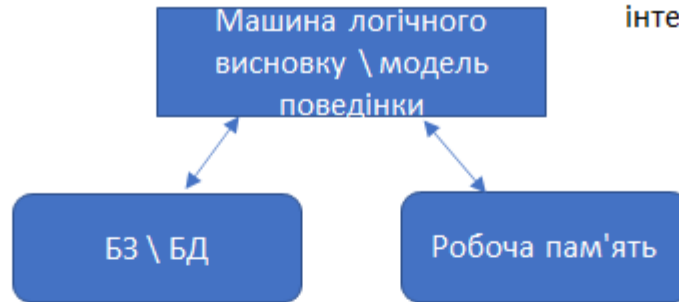 інте
Машина логічного
висновку \ модель
поведінки
БЗ \ БД
Робоча пам'ять